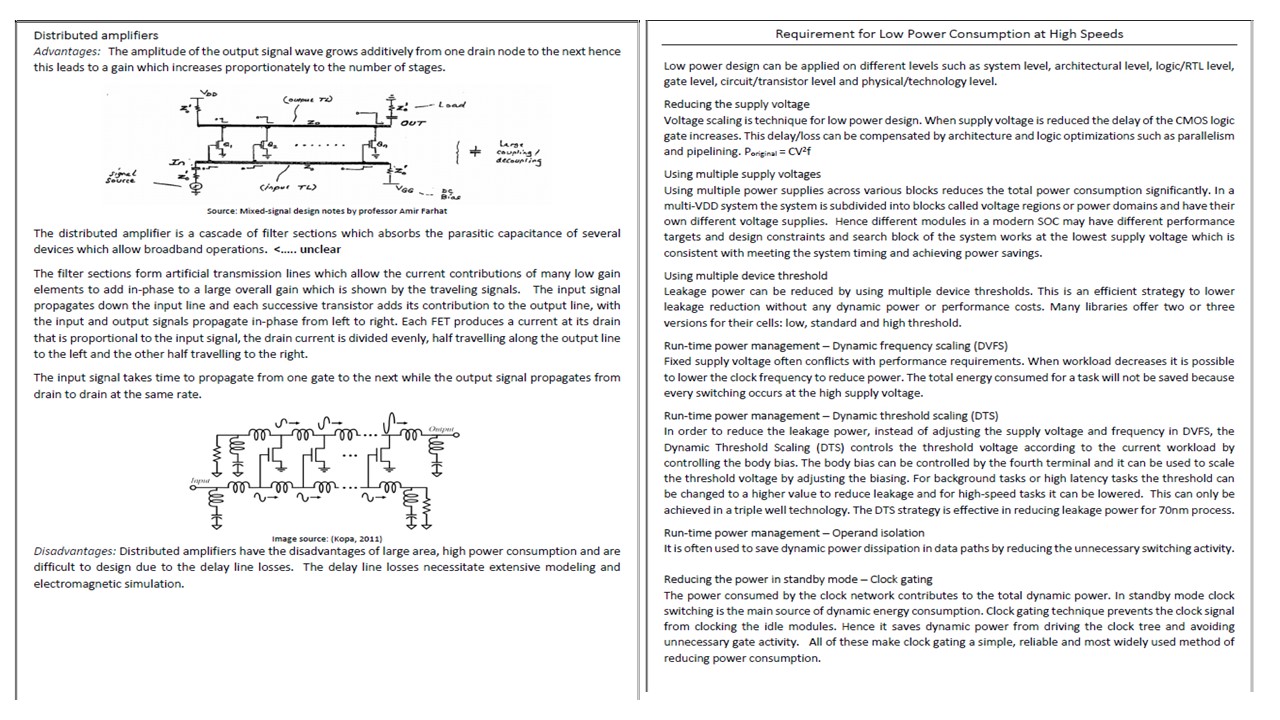 Distributed amplifiers
Advantages: The amplitude of the output signal wave grows additively from one drain node to the next hence
this leads to a gain which increases proportionately to the number of stages.
VDD
(output TL)
Z₀'
Load
Z₀
OUT
Q₁
Q₂
Qn
In
Large
coupling/
decoupling
signal
source
Z₀'
(input TL)
Z₀
Z₀'
VGG
DC
Bias
Source: Mixed-signal design notes by professor Amir Farhat
The distributed amplifier is a cascade of filter sections which absorbs the parasitic capacitance of several
devices which allow broadband operations. <..... unclear
The filter sections form artificial transmission lines which allow the current contributions of many low gain
elements to add in-phase to a large overall gain which is shown by the traveling signals. The input signal
propagates down the input line and each successive transistor adds its contribution to the output line, with
the input and output signals propagate in-phase from left to right. Each FET produces a current at its drain
that is proportional to the input signal, the drain current is divided evenly, half travelling along the output line
to the left and the other half travelling to the right.
The input signal takes time to propagate from one gate to the next while the output signal propagates from
drain to drain at the same rate.
Output
Input
Image source: (Kopa, 2011)
Disadvantages: Distributed amplifiers have the disadvantages of large area, high power consumption and are
difficult to design due to the delay line losses. The delay line losses necessitate extensive modeling and
electromagnetic simulation.
Requirement for Low Power Consumption at High Speeds
Low power design can be applied on different levels such as system level, architectural level, logic/RTL level,
gate level, circuit/transistor level and physical/technology level.
Reducing the supply voltage
Voltage scaling is technique for low power design. When supply voltage is reduced the delay of the CMOS logic
gate increases. This delay/loss can be compensated by architecture and logic optimizations such as parallelism
and pipelining. Poriginal = CV²f
Using multiple supply voltages
Using multiple power supplies across various blocks reduces the total power consumption significantly. In a
multi-VDD system the system is subdivided into blocks called voltage regions or power domains and have their
own different voltage supplies. Hence different modules in a modern SOC may have different performance
targets and design constraints and search block of the system works at the lowest supply voltage which is
consistent with meeting the system timing and achieving power savings.
Using multiple device threshold
Leakage power can be reduced by using multiple device thresholds. This is an efficient strategy to lower
leakage reduction without any dynamic power or performance costs. Many libraries offer two or three
versions for their cells: low, standard and high threshold.
Run-time power management – Dynamic frequency scaling (DVFS)
Fixed supply voltage often conflicts with performance requirements. When workload decreases it is possible
to lower the clock frequency to reduce power. The total energy consumed for a task will not be saved because
every switching occurs at the high supply voltage.
Run-time power management – Dynamic threshold scaling (DTS)
In order to reduce the leakage power, instead of adjusting the supply voltage and frequency in DVFS, the
Dynamic Threshold Scaling (DTS) controls the threshold voltage according to the current workload by
controlling the body bias. The body bias can be controlled by the fourth terminal and it can be used to scale
the threshold voltage by adjusting the biasing. For background tasks or high latency tasks the threshold can
be changed to a higher value to reduce leakage and for high-speed tasks it can be lowered. This can only be
achieved in a triple well technology. The DTS strategy is effective in reducing leakage power for 70nm process.
Run-time power management – Operand isolation
It is often used to save dynamic power dissipation in data paths by reducing the unnecessary switching activity.
Reducing the power in standby mode – Clock gating
The power consumed by the clock network contributes to the total dynamic power. In standby mode clock
switching is the main source of dynamic energy consumption. Clock gating technique prevents the clock signal
from clocking the idle modules. Hence it saves dynamic power from driving the clock tree and avoiding
unnecessary gate activity. All of these make clock gating a simple, reliable and most widely used method of
reducing power consumption.